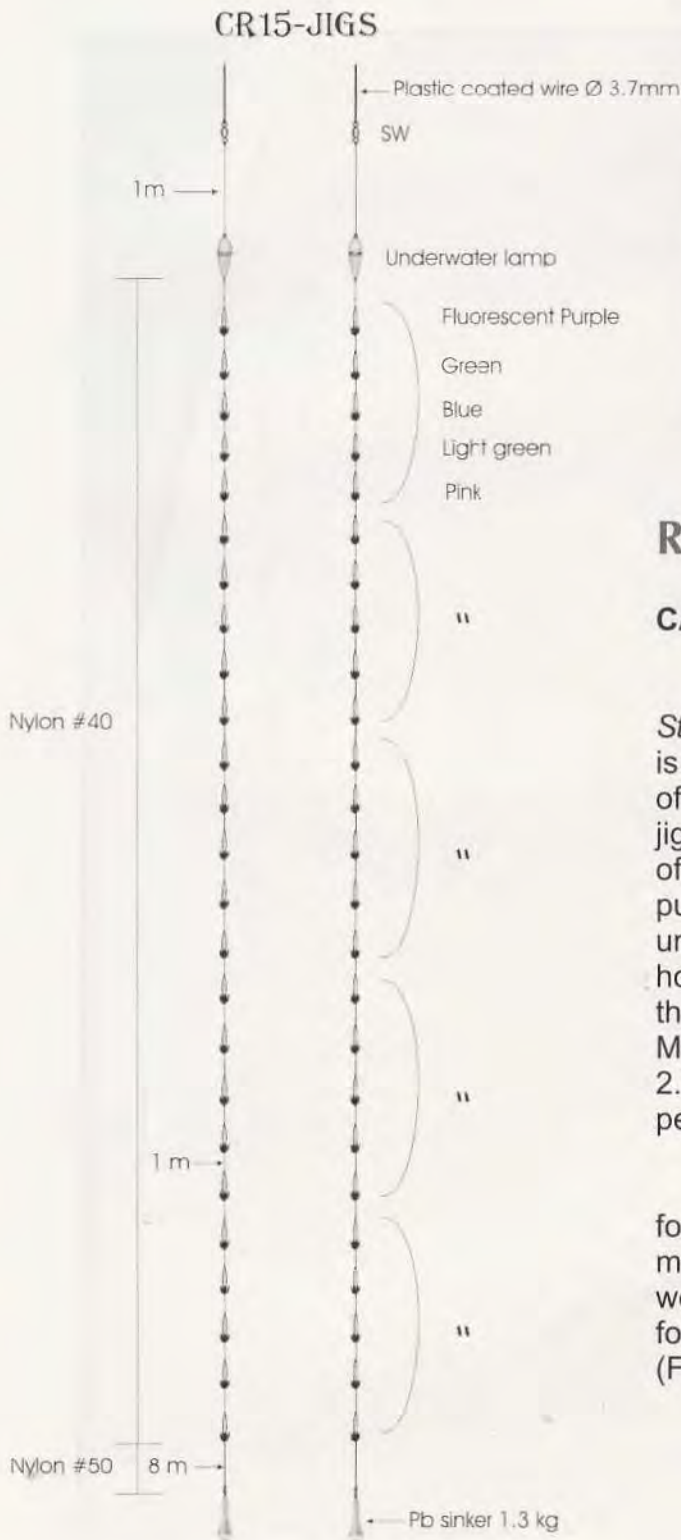 CR15-JIGS
Plastic coated wire Ø 3.7mm
SW
1m
Underwater lamp
Fluorescent Purple
Green
Blue
Light green
Pink
"
Nylon #40
"
"
1 m
"
Nylon #50
8 m
Pb sinker 1.3 kg
R
CA
St
is
of
jig
of
pu
un
ho
th
M
2.
pe
fo
m
we
fo
(F